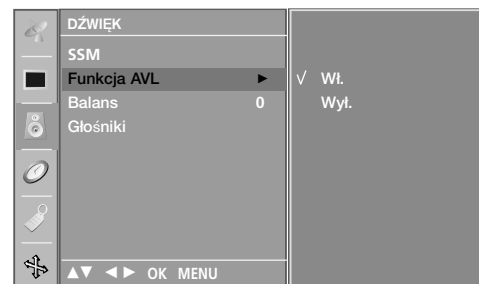 DŹWIĘK
SSM
Funkcja AVL ► √ Wł.
Balans 0 Wył.
Głośniki
▲▼ ◄► OK MENU